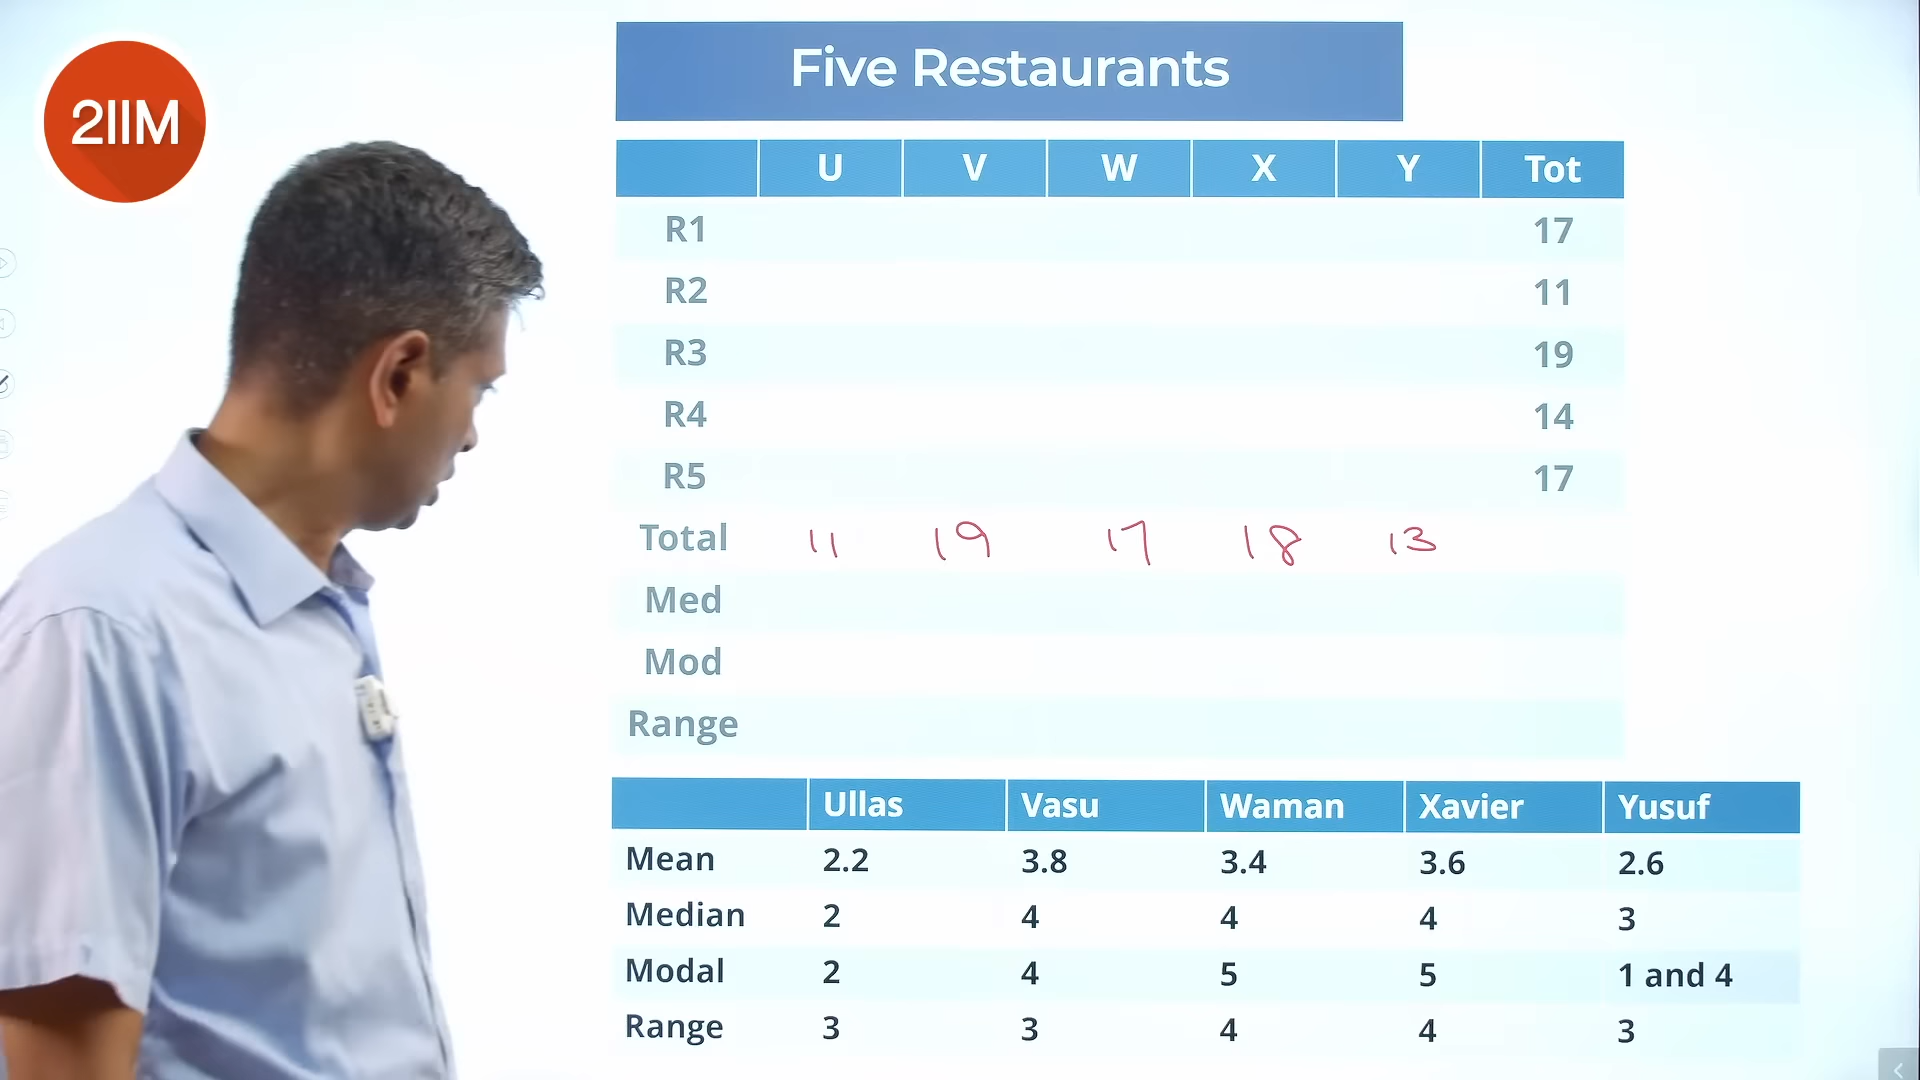 2IIM
Five Restaurants
U V W X Y Tot
R1 17
R2 11
R3 19
R4 14
R5 17
Total 11 19 17 18 13
Med
Mod
Range
Ullas Vasu Waman Xavier Yusuf
Mean 2.2 3.8 3.4 3.6 2.6
Median 2 4 4 4 3
Modal 2 4 5 5 1 and 4
Range 3 3 4 4 3